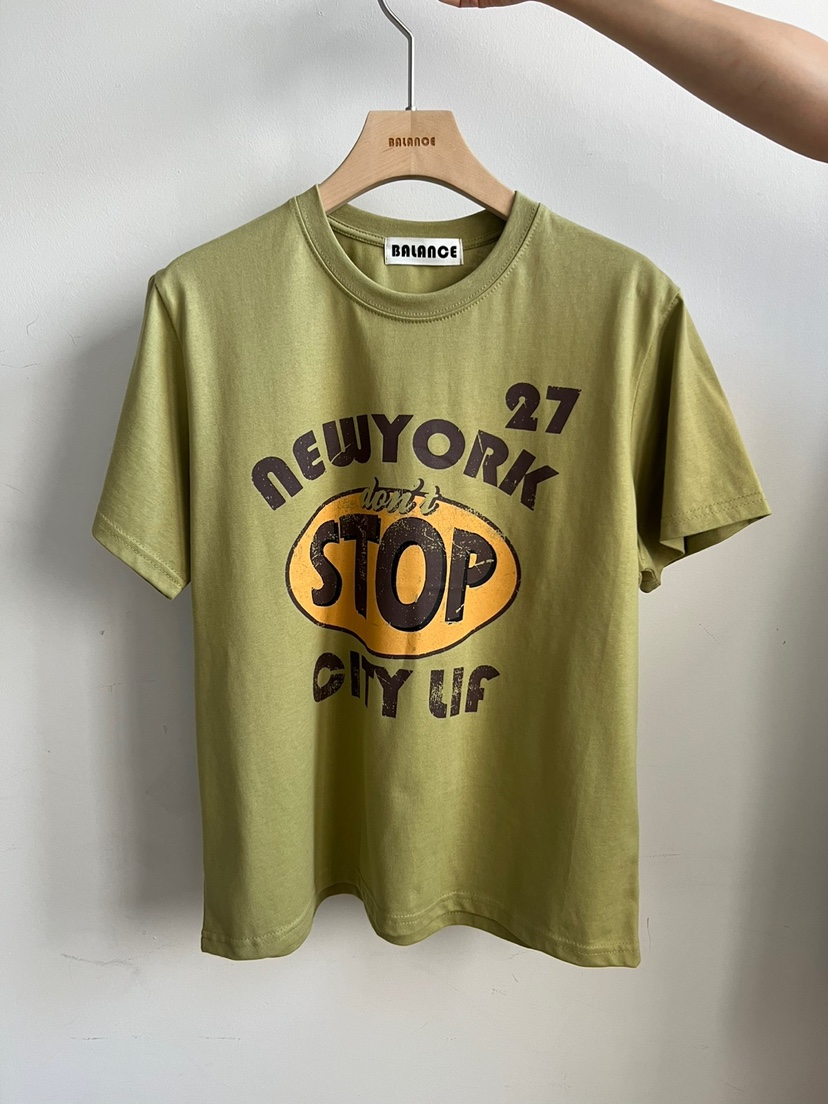 BALANCE
BALANCE
27
NEWYORK
don't
STOP
CITY LIF